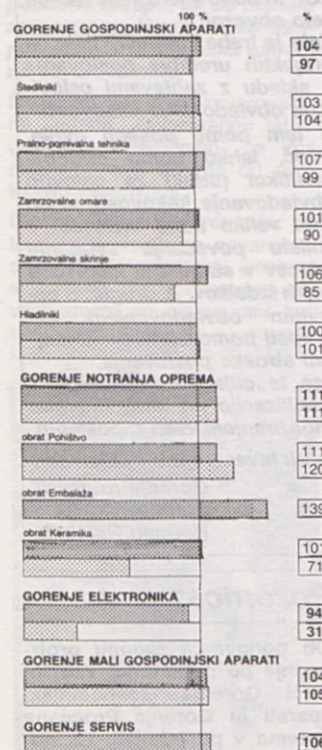 100 % %
GORENJE GOSPODINJSKI APARATI
104
97
Štedilniki
103
104
Pralno-pomivalna tehnika
107
99
Zamrzovalne omare
101
90
Zamrzovalne skrinje
106
85
Hladilniki
100
101
GORENJE NOTRANJA OPREMA
111
111
obrat Pohištvo
111
120
obrat Embalaža
139
obrat Keramika
101
71
GORENJE ELEKTRONIKA
94
31
GORENJE MALI GOSPODINJSKI APARATI
104
105
GORENJE SERVIS
106